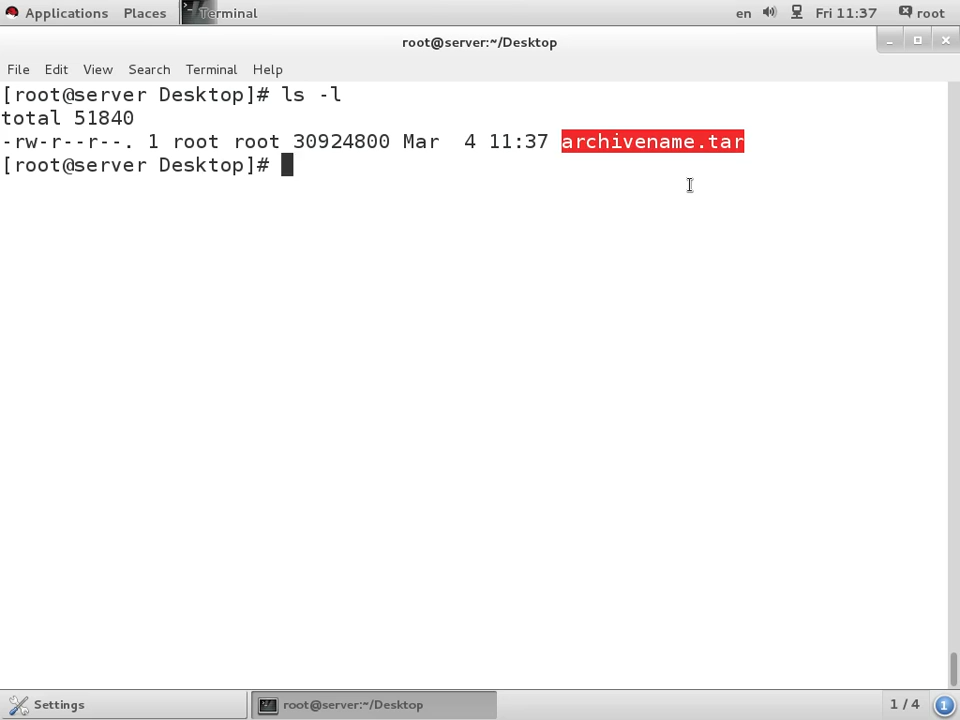 Applications Places Terminal en Fri 11:37 root
root@server:~/Desktop
File Edit View Search Terminal Help
[root@server Desktop]# ls -l
total 51840
-rw-r--r--. 1 root root 30924800 Mar  4 11:37 archivename.tar
[root@server Desktop]#
Settings root@server:~/Desktop 1 / 4 1